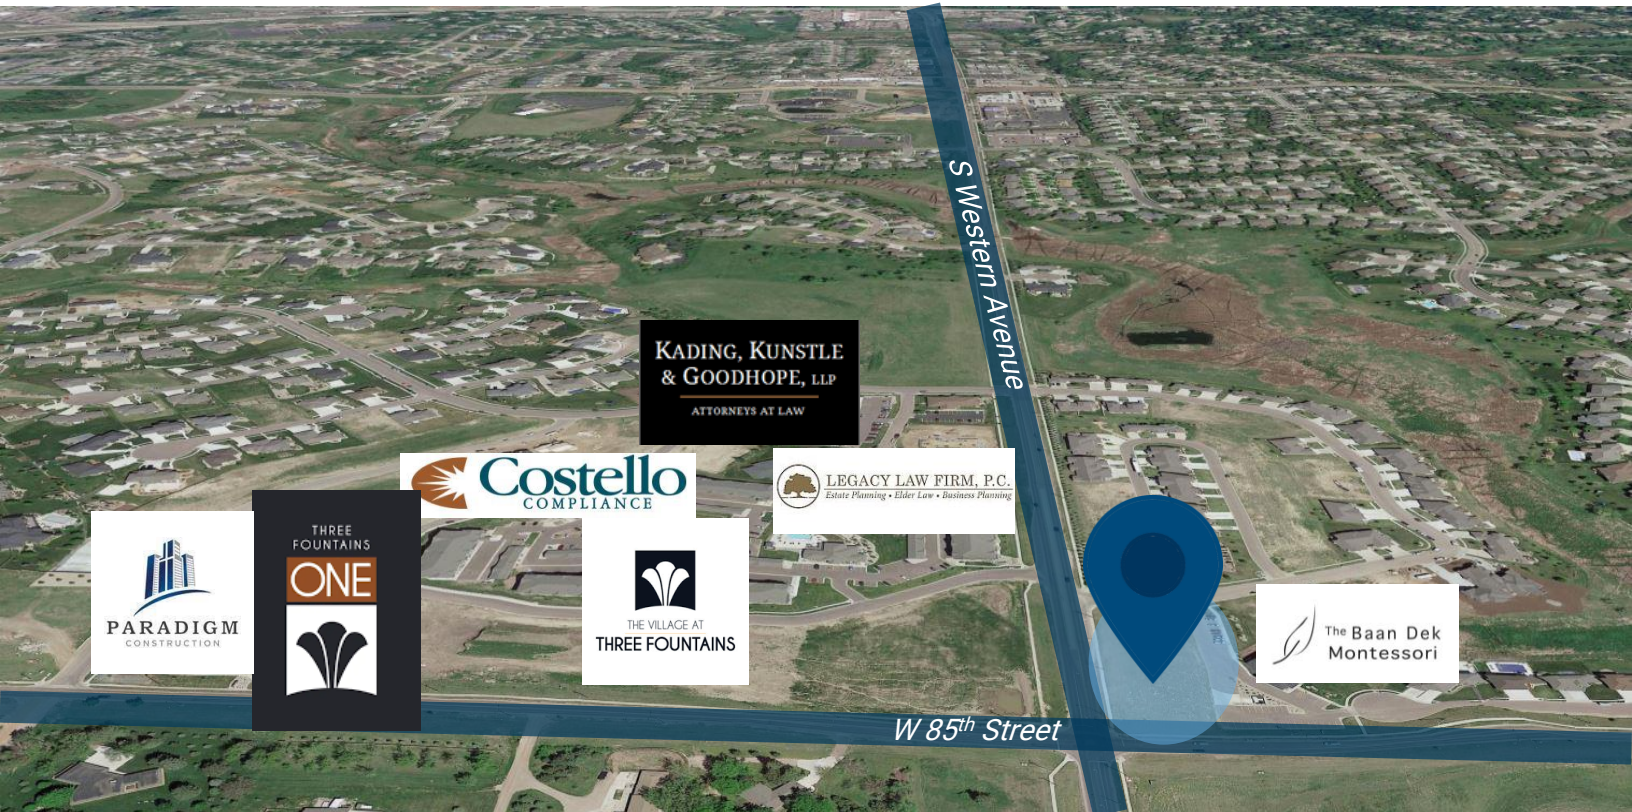 S Western Avenue
KADING, KUNSTLE
& GOODHOPE, LLP
ATTORNEYS AT LAW
Costello
COMPLIANCE
LEGACY LAW FIRM, P.C.
Estate Planning • Elder Law • Business Planning
THREE
FOUNTAINS
ONE
PARADIGM
CONSTRUCTION
THE VILLAGE AT
THREE FOUNTAINS
The Baan Dek
Montessori
W 85th Street